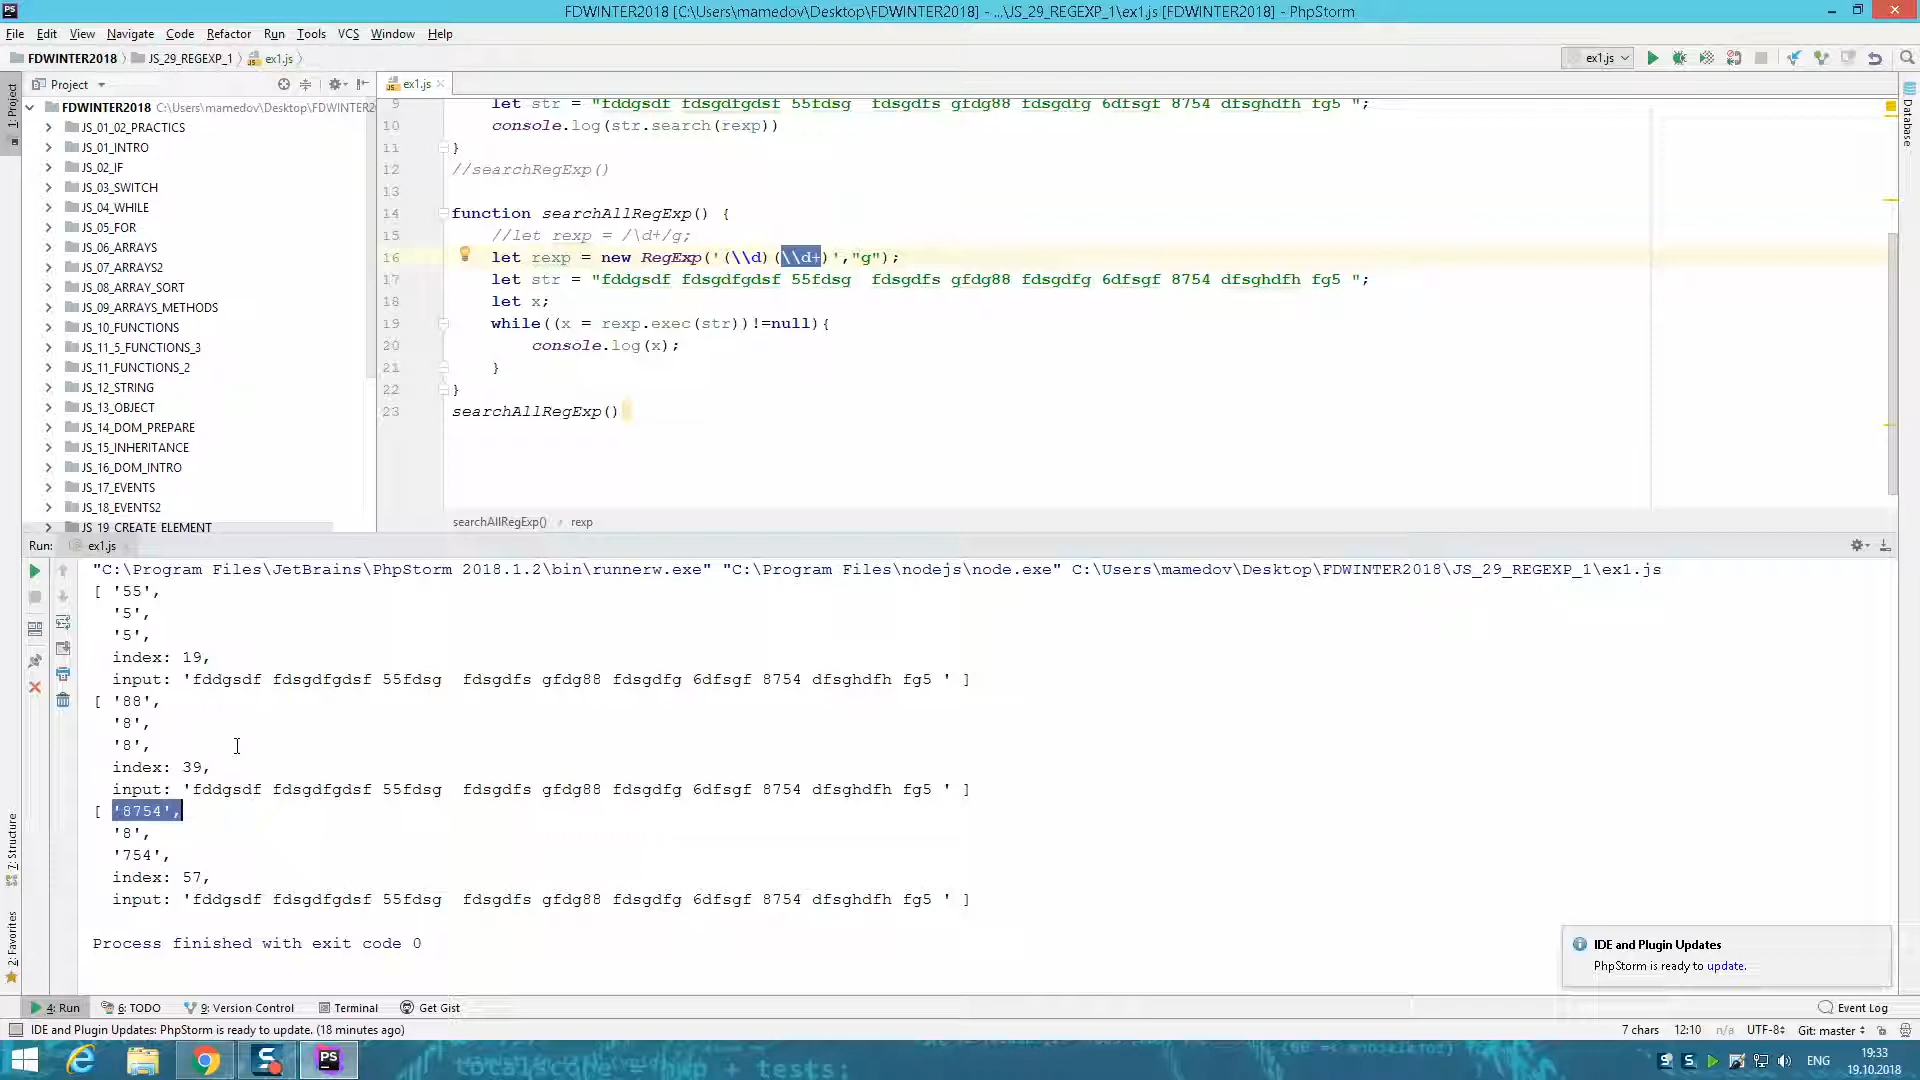 FDWINTER2018 [C:\Users\mamedov\Desktop\FDWINTER2018] - ...\JS_29_REGEXP_1\ex1.js [FDWINTER2018] - PhpStorm
File Edit View Navigate Code Refactor Run Tools VCS Window Help
FDWINTER2018 JS_29_REGEXP_1 ex1.js
ex1.js
Project
ex1.js
1: Project
Database
FDWINTER2018 C:\Users\mamedov\Desktop\FDWINTER2
JS_01_02_PRACTICS
JS_01_INTRO
JS_02_IF
JS_03_SWITCH
JS_04_WHILE
JS_05_FOR
JS_06_ARRAYS
JS_07_ARRAYS2
JS_08_ARRAY_SORT
JS_09_ARRAYS_METHODS
JS_10_FUNCTIONS
JS_11_5_FUNCTIONS_3
JS_11_FUNCTIONS_2
JS_12_STRING
JS_13_OBJECT
JS_14_DOM_PREPARE
JS_15_INHERITANCE
JS_16_DOM_INTRO
JS_17_EVENTS
JS_18_EVENTS2
JS_19_CREATE_ELEMENT
9 let str = "fddgsdf fdsgdfgdsf 55fdsg  fdsgdfs gfdg88 fdsgdfg 6dfsgf 8754 dfsghdfh fg5 ";
10 console.log(str.search(rexp))
11 }
12 //searchRegExp()
13
14 function searchAllRegExp() {
15 //let rexp = /\d+/g;
16 let rexp = new RegExp('(\\d)(\\d+)',"g");
17 let str = "fddgsdf fdsgdfgdsf 55fdsg  fdsgdfs gfdg88 fdsgdfg 6dfsgf 8754 dfsghdfh fg5 ";
18 let x;
19 while((x = rexp.exec(str))!=null){
20 console.log(x);
21 }
22 }
23 searchAllRegExp()
searchAllRegExp() rexp
Run: ex1.js
"C:\Program Files\JetBrains\PhpStorm 2018.1.2\bin\runnerw.exe" "C:\Program Files\nodejs\node.exe" C:\Users\mamedov\Desktop\FDWINTER2018\JS_29_REGEXP_1\ex1.js
[ '55',
'5',
'5',
index: 19,
input: 'fddgsdf fdsgdfgdsf 55fdsg  fdsgdfs gfdg88 fdsgdfg 6dfsgf 8754 dfsghdfh fg5 ' ]
[ '88',
'8',
'8',
index: 39,
input: 'fddgsdf fdsgdfgdsf 55fdsg  fdsgdfs gfdg88 fdsgdfg 6dfsgf 8754 dfsghdfh fg5 ' ]
[ '8754',
'8',
'754',
index: 57,
input: 'fddgsdf fdsgdfgdsf 55fdsg  fdsgdfs gfdg88 fdsgdfg 6dfsgf 8754 dfsghdfh fg5 ' ]
Process finished with exit code 0
7: Structure
2: Favorites
IDE and Plugin Updates
PhpStorm is ready to update.
4: Run 6: TODO 9: Version Control Terminal Get Gist Event Log
IDE and Plugin Updates: PhpStorm is ready to update. (18 minutes ago) 7 chars 12:10 n/a UTF-8 Git: master
totalscore = + tests;
ENG 19:33
19.10.2018